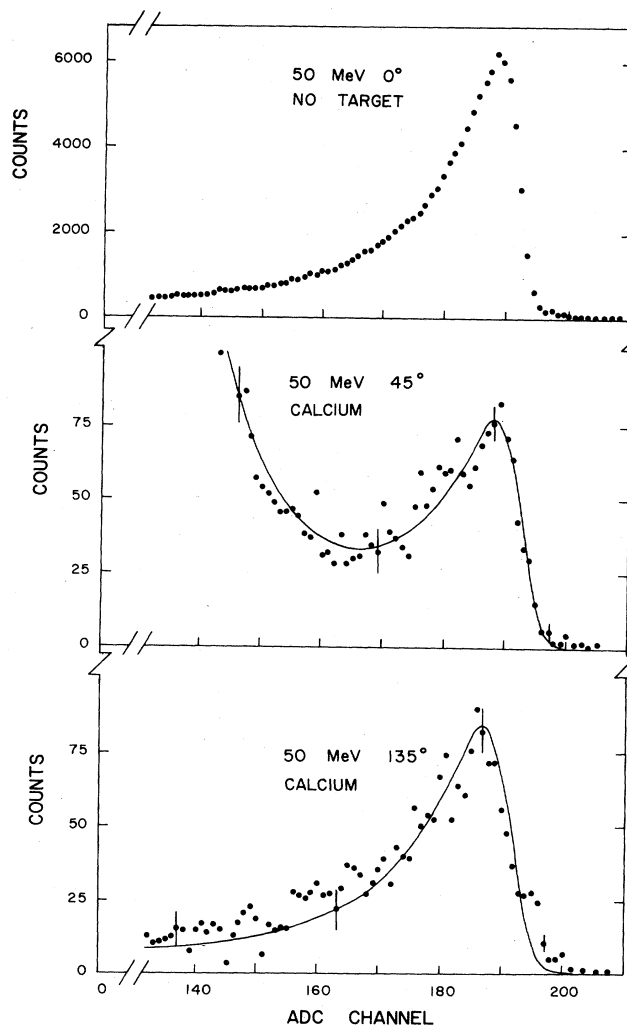 6000
4000
2000
0
COUNTS
50 MeV 0°
NO TARGET
75
50
25
0
COUNTS
50 MeV 45°
CALCIUM
75
50
25
0
COUNTS
50 MeV 135°
CALCIUM
0 140 160 180 200
ADC CHANNEL